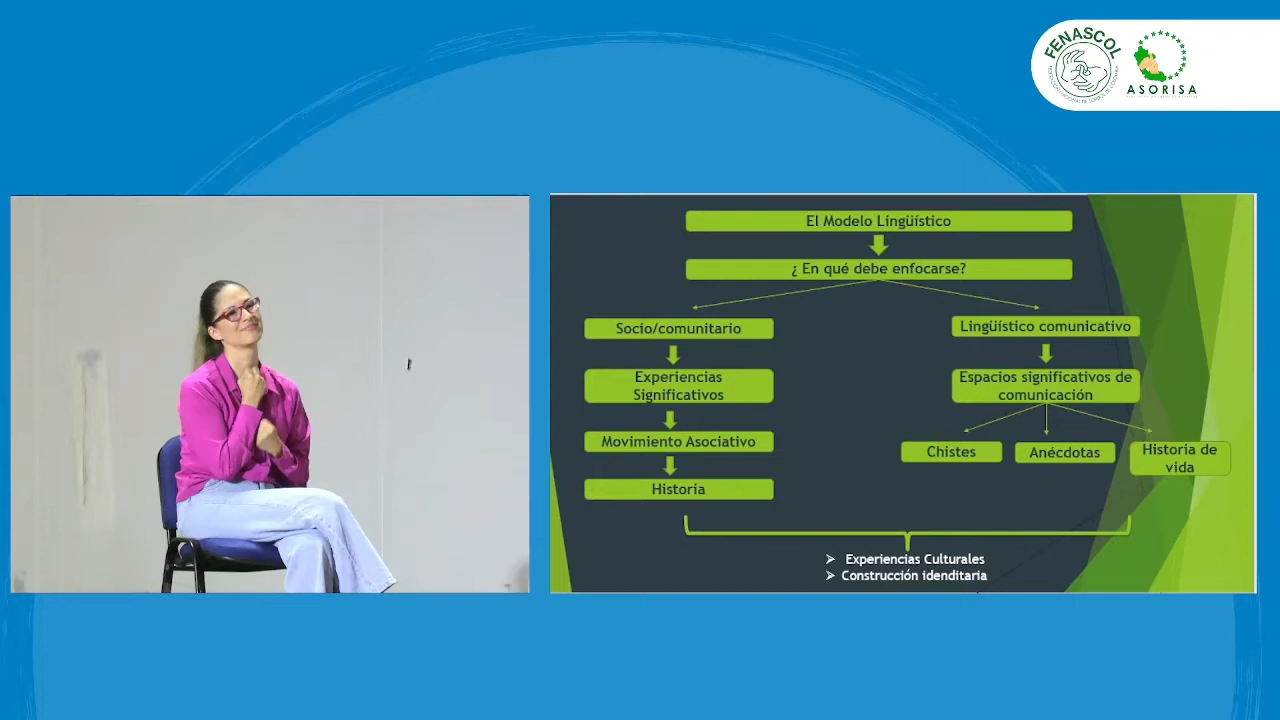 FENASCOL
ASORISA
El Modelo Lingüístico
¿ En qué debe enfocarse?
Socio/comunitario
Lingüístico comunicativo
Experiencias
Significativos
Espacios significativos de
comunicación
Movimiento Asociativo
Chistes
Anécdotas
Historia de
vida
Historia
➢ Experiencias Culturales
➢ Construcción idenditaria